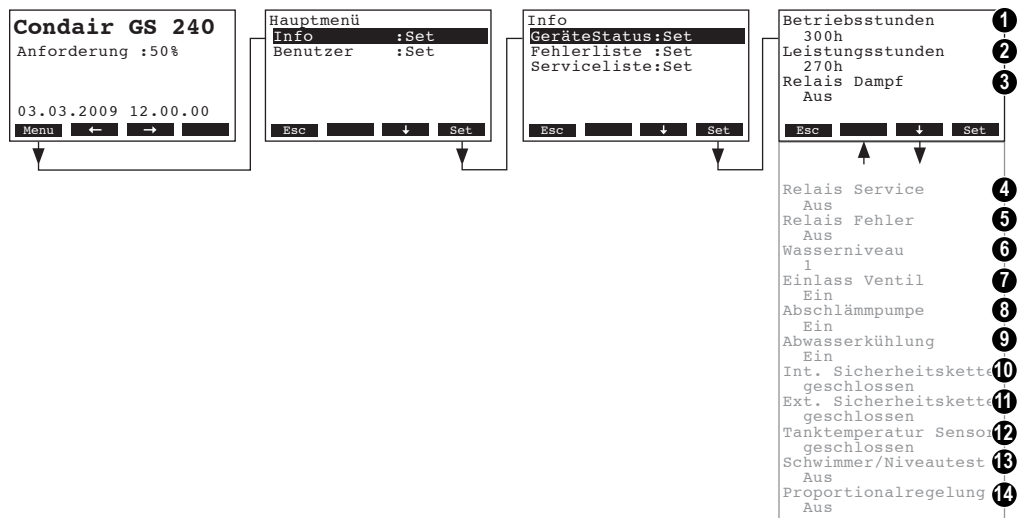 Condair GS 240
Anforderung :50%
03.03.2009 12.00.00
Menu ← →
Hauptmenü
Info :Set
Benutzer :Set
Esc ↓ Set
Info
GeräteStatus:Set
Fehlerliste :Set
Serviceliste:Set
Esc ↓ Set
Betriebsstunden 1
300h
Leistungsstunden 2
270h
Relais Dampf 3
Aus
Esc ↓ Set
Relais Service 4
Aus
Relais Fehler 5
Aus
Wasserniveau 6
1
Einlass Ventil 7
Ein
Abschlämmpumpe 8
Ein
Abwasserkühlung 9
Ein
Int. Sicherheitskette 10
geschlossen
Ext. Sicherheitskette 11
geschlossen
Tanktemperatur Sensor 12
geschlossen
Schwimmer/Niveautest 13
Aus
Proportionalregelung 14
Aus